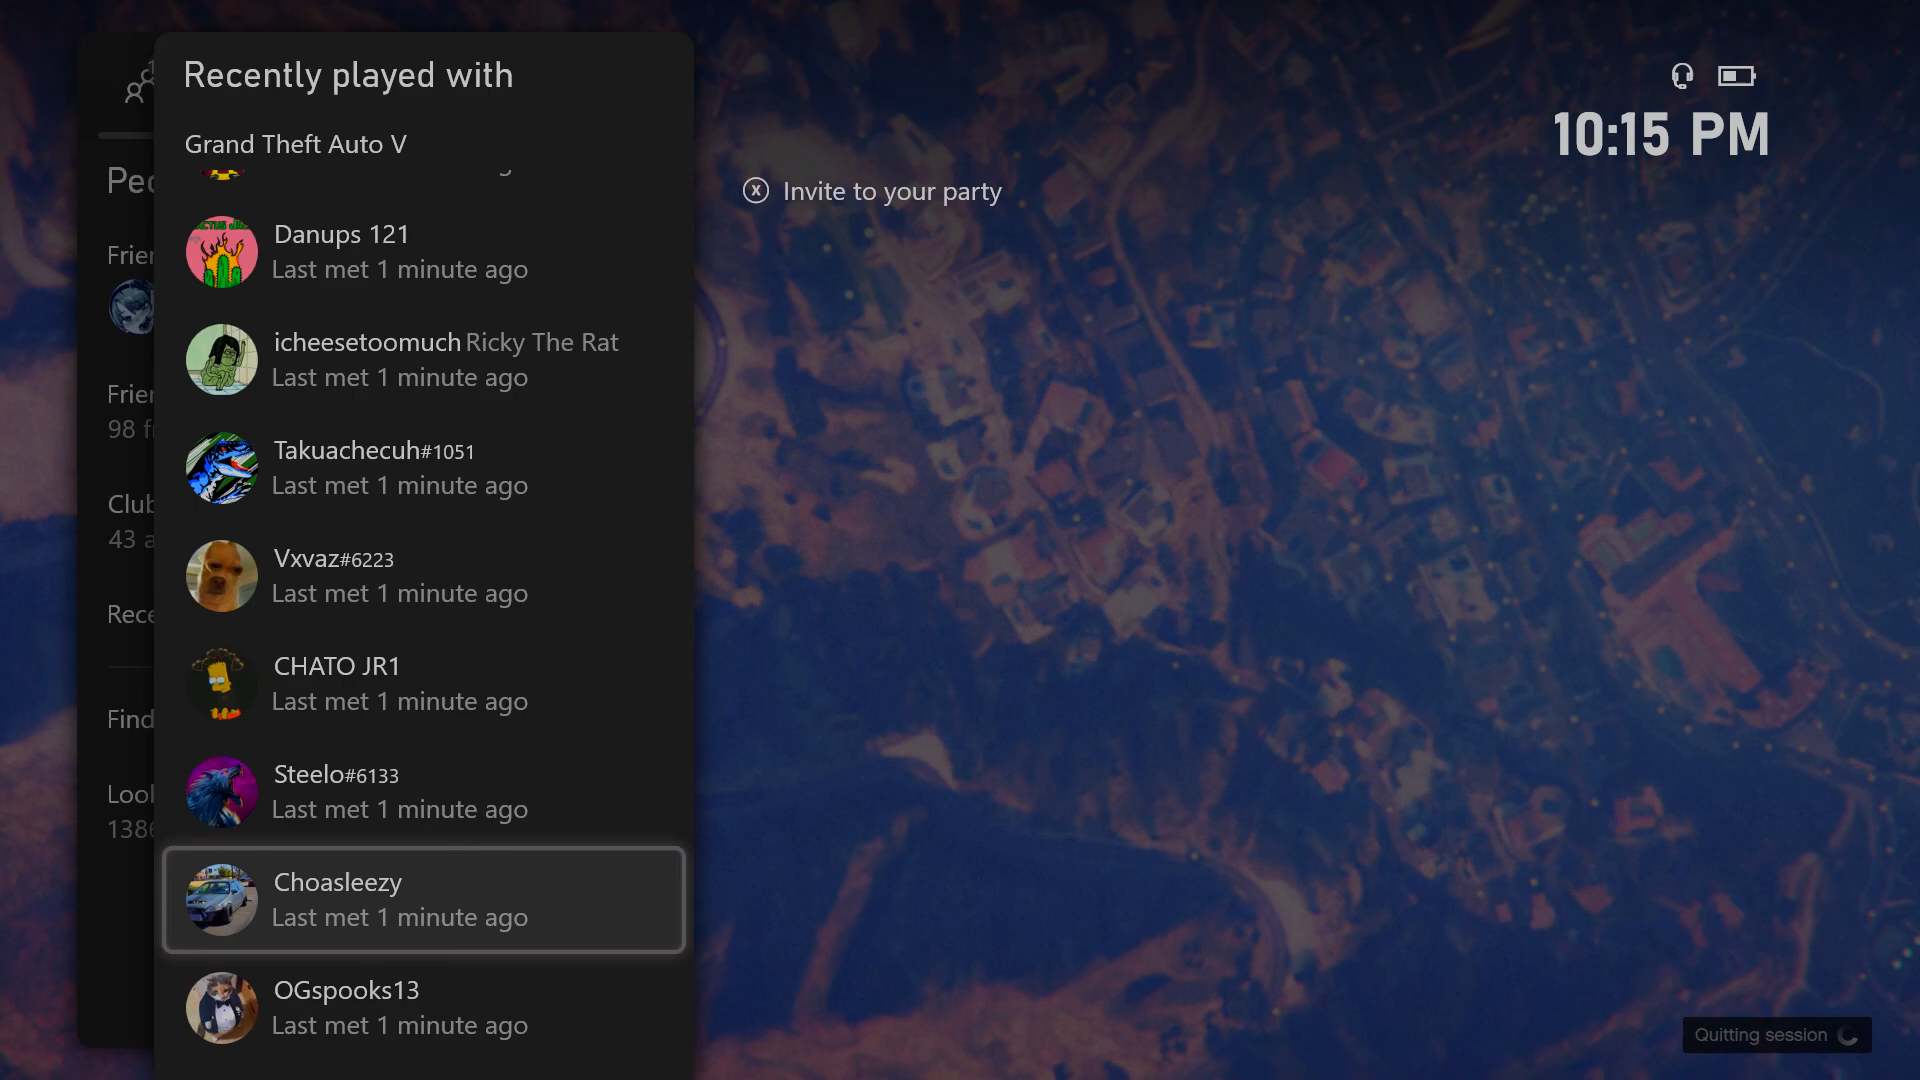 Recently played with
Grand Theft Auto V
Danups 121
Last met 1 minute ago
icheesetoomuch Ricky The Rat
Last met 1 minute ago
Takuachecuh#1051
Last met 1 minute ago
Vxvaz#6223
Last met 1 minute ago
CHATO JR1
Last met 1 minute ago
Steelo#6133
Last met 1 minute ago
Choasleezy
Last met 1 minute ago
OGspooks13
Last met 1 minute ago
98
43
Find
10:15 PM
X Invite to your party
Quitting session